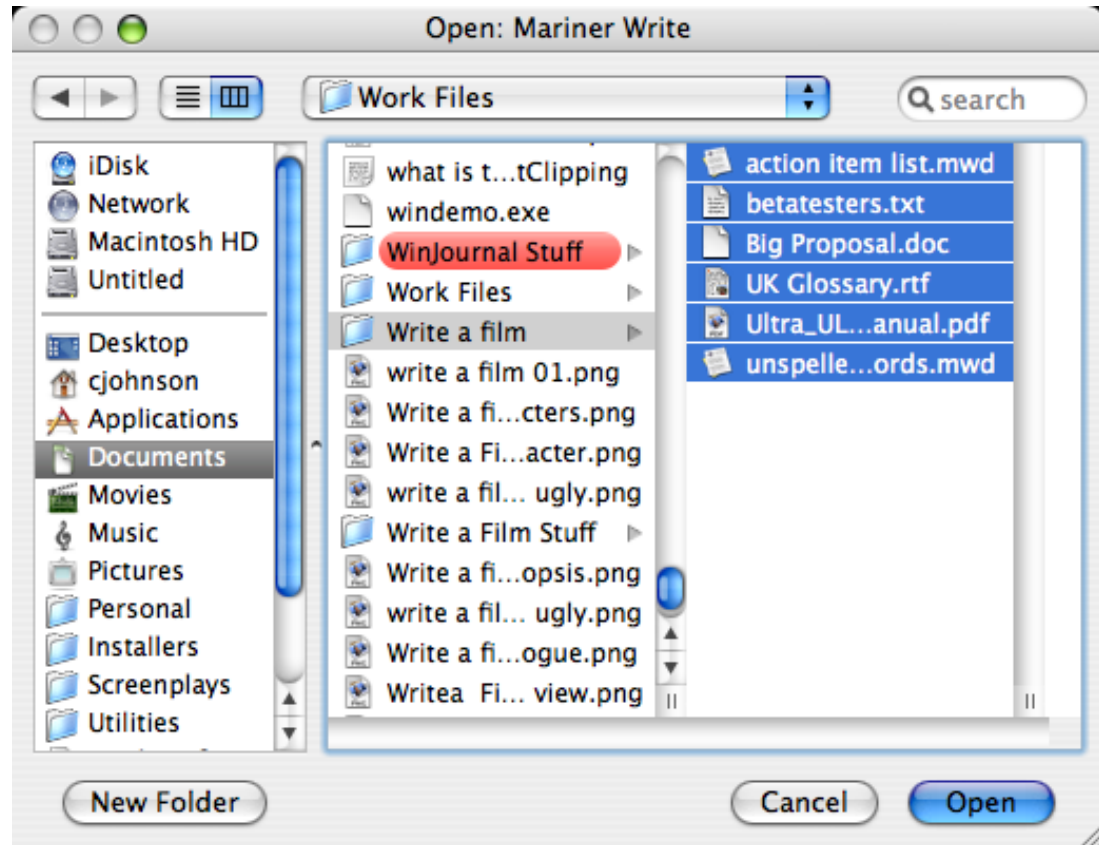 Open: Mariner Write
Work Files
search
iDisk
Network
Macintosh HD
Untitled
Desktop
cjohnson
Applications
Documents
Movies
Music
Pictures
Personal
Installers
Screenplays
Utilities
what is t...tClipping
windemo.exe
WinJournal Stuff
Work Files
Write a film
write a film 01.png
Write a fi...cters.png
Write a Fi...acter.png
write a fil... ugly.png
Write a Film Stuff
Write a fi...opsis.png
write a fil... ugly.png
Write a fi...ogue.png
Writea Fi... view.png
action item list.mwd
betatesters.txt
Big Proposal.doc
UK Glossary.rtf
Ultra_UL...anual.pdf
unspelle...ords.mwd
New Folder
Cancel
Open